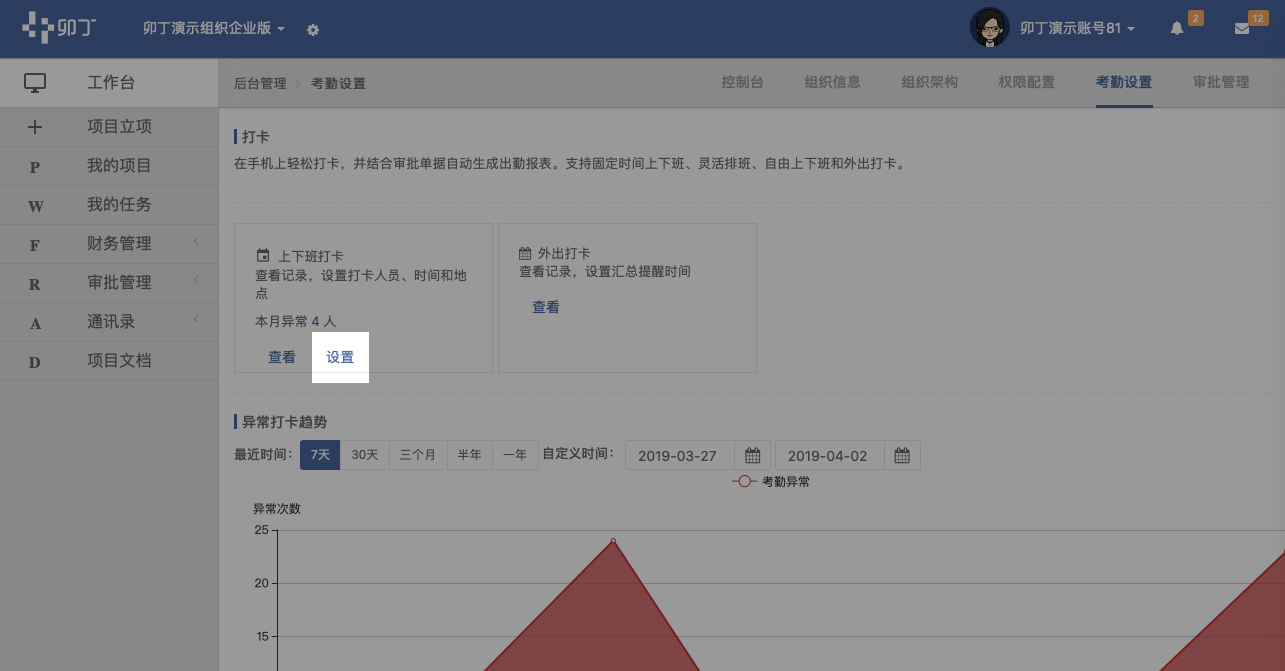 卯丁
卯丁演示组织企业版
卯丁演示账号81
2
12
工作台
项目立项
P 我的项目
W 我的任务
F 财务管理
R 审批管理
A 通讯录
D 项目文档
后台管理 > 考勤设置
控制台 组织信息 组织架构 权限配置 考勤设置 审批管理
打卡
在手机上轻松打卡，并结合审批单据自动生成出勤报表。支持固定时间上下班、灵活排班、自由上下班和外出打卡。
上下班打卡
查看记录，设置打卡人员、时间和地
点
本月异常 4 人
查看 设置
外出打卡
查看记录，设置汇总提醒时间
查看
异常打卡趋势
最近时间： 7天 30天 三个月 半年 一年 自定义时间： 2019-03-27 2019-04-02
考勤异常
异常次数
25
20
15